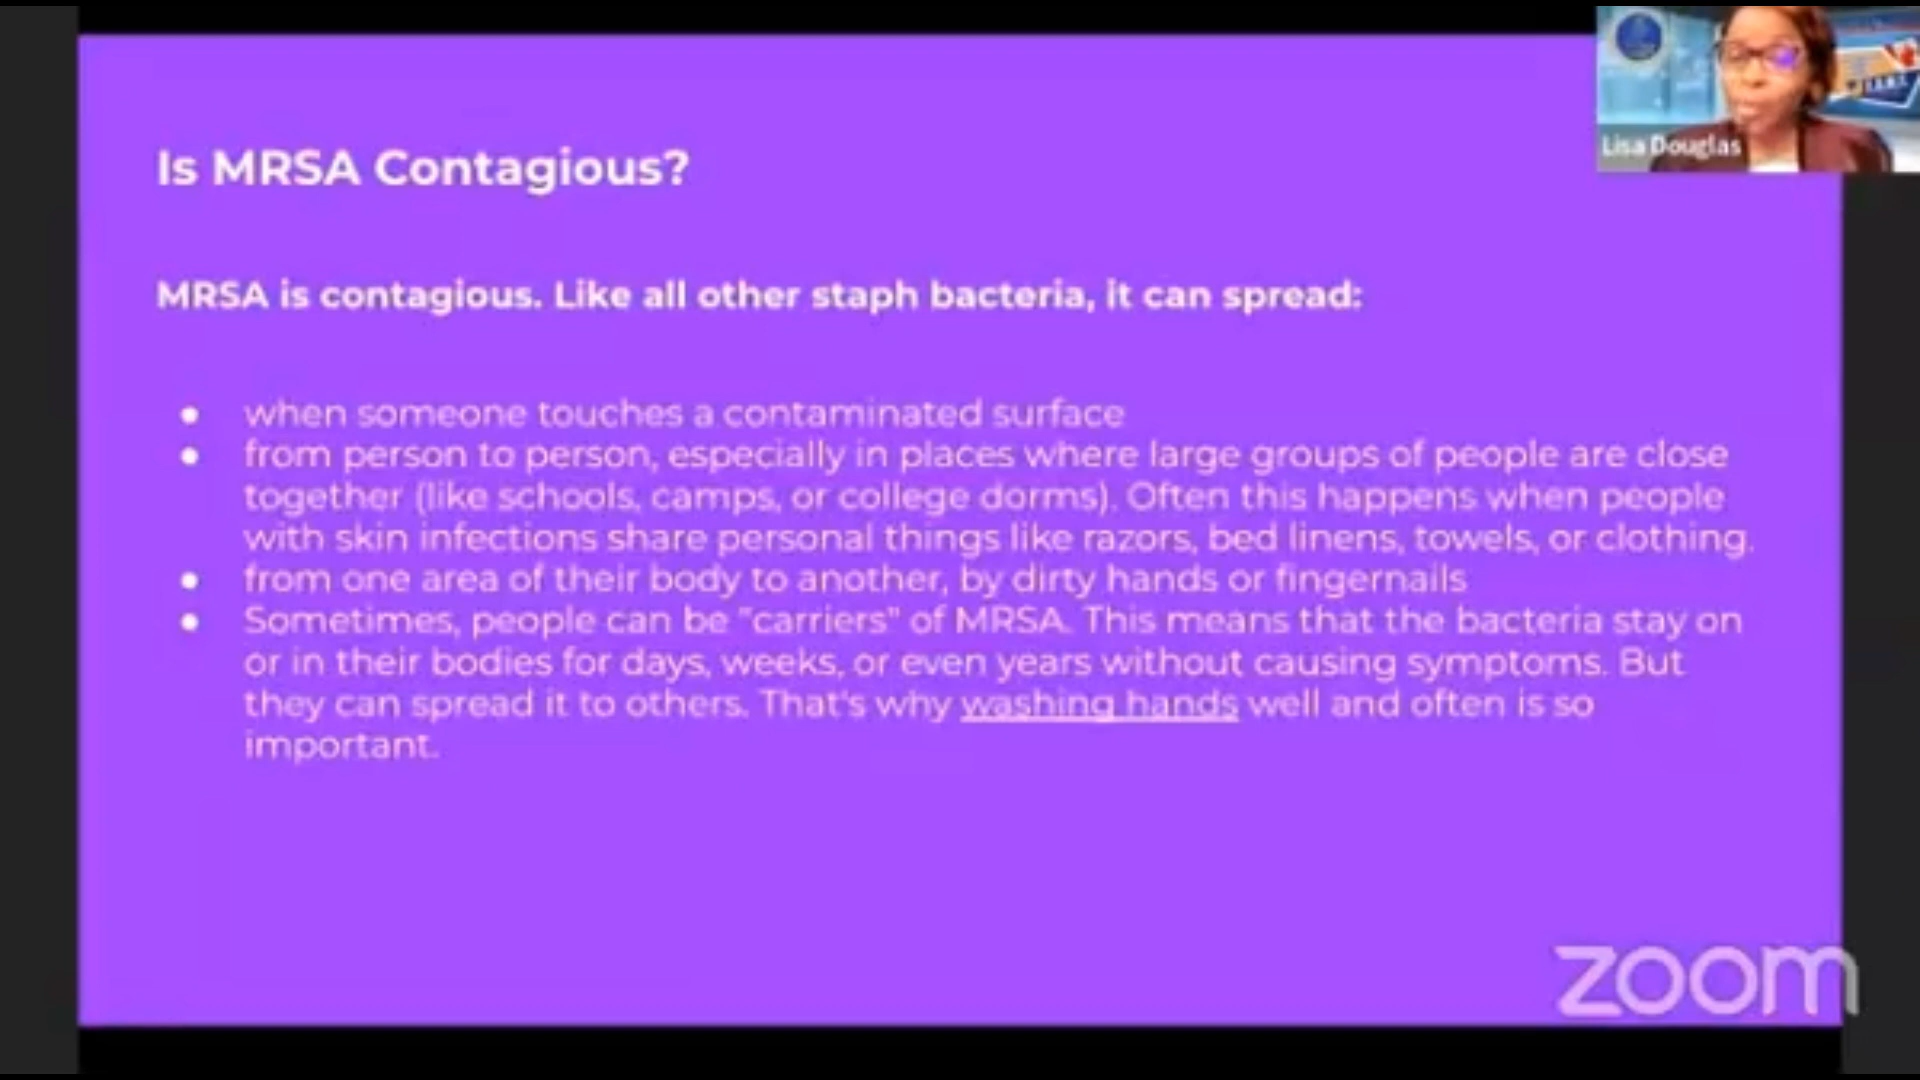 Is MRSA Contagious?
MRSA is contagious. Like all other staph bacteria, it can spread:
● when someone touches a contaminated surface
● from person to person, especially in places where large groups of people are close
together (like schools, camps, or college dorms). Often this happens when people
with skin infections share personal things like razors, bed linens, towels, or clothing.
● from one area of their body to another, by dirty hands or fingernails
● Sometimes, people can be "carriers" of MRSA. This means that the bacteria stay on
or in their bodies for days, weeks, or even years without causing symptoms. But
they can spread it to others. That's why washing hands well and often is so
important.
Lisa Douglas
zoom